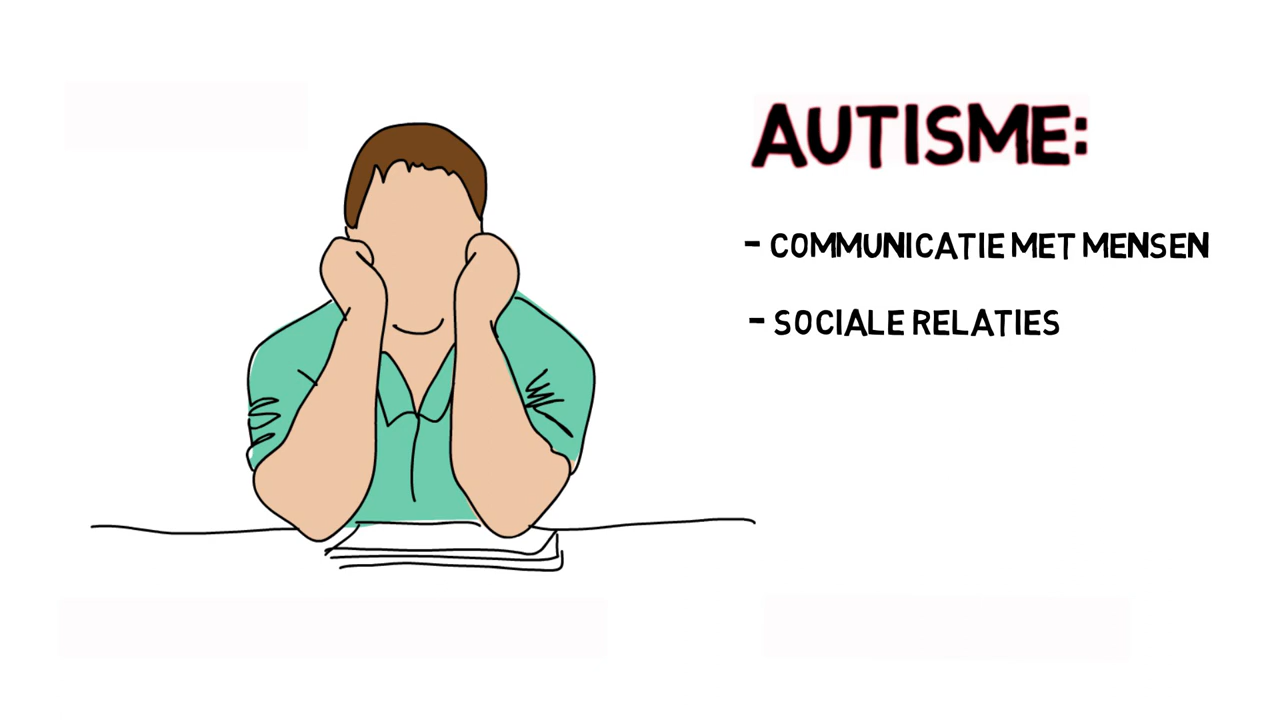 AUTISME:
- COMMUNICATIE MET MENSEN
- SOCIALE RELATIES